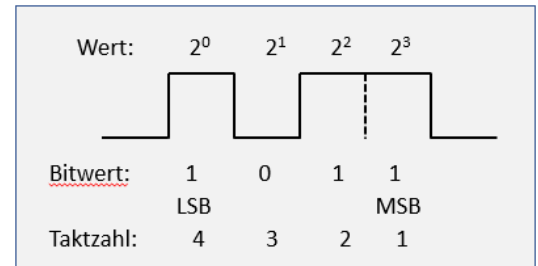 Wert: 2⁰ 2¹ 2² 2³
Bitwert: 1 0 1 1
LSB MSB
Taktzahl: 4 3 2 1